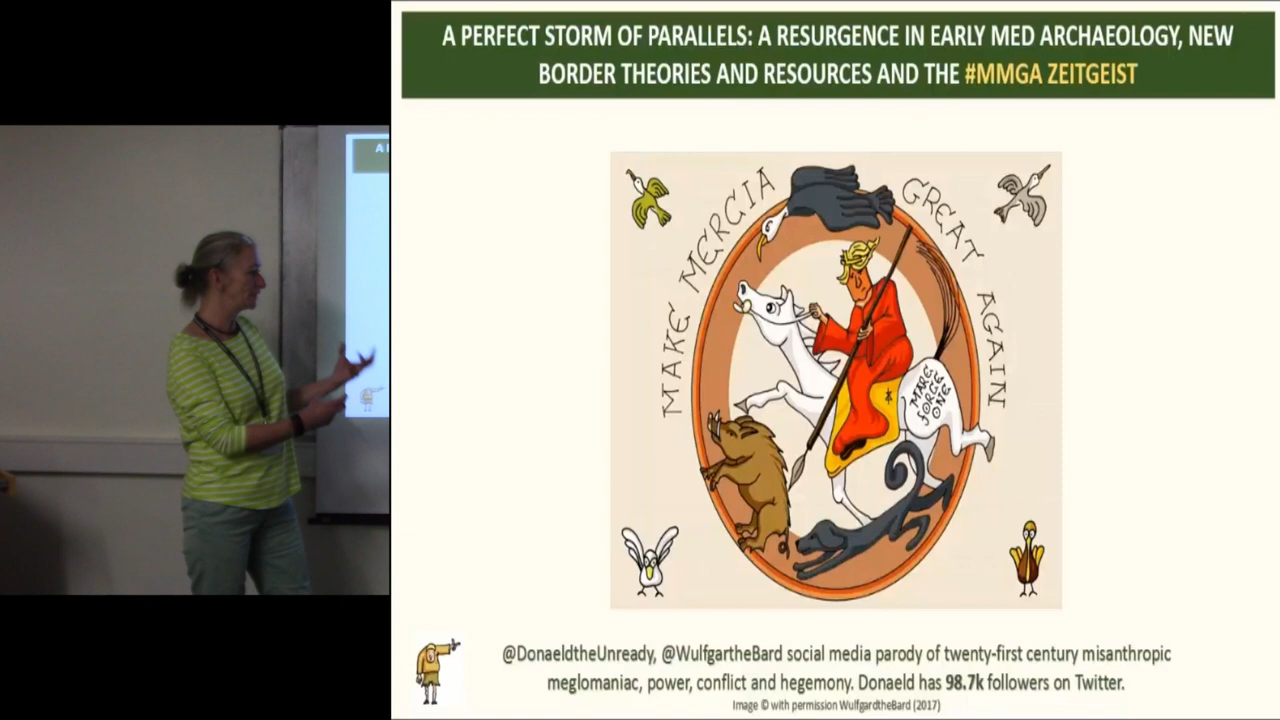 A PERFECT STORM OF PARALLELS: A RESURGENCE IN EARLY MED ARCHAEOLOGY, NEW
BORDER THEORIES AND RESOURCES AND THE #MMGA ZEITGEIST
MAKE MERCIA GREAT AGAIN
MARE
FORCE
ONE
@DonaeldtheUnready, @WulfgartheBard social media parody of twenty-first century misanthropic
meglomaniac, power, conflict and hegemony. Donaeld has 98.7k followers on Twitter.
Image © with permission WulfgardtheBard (2017)